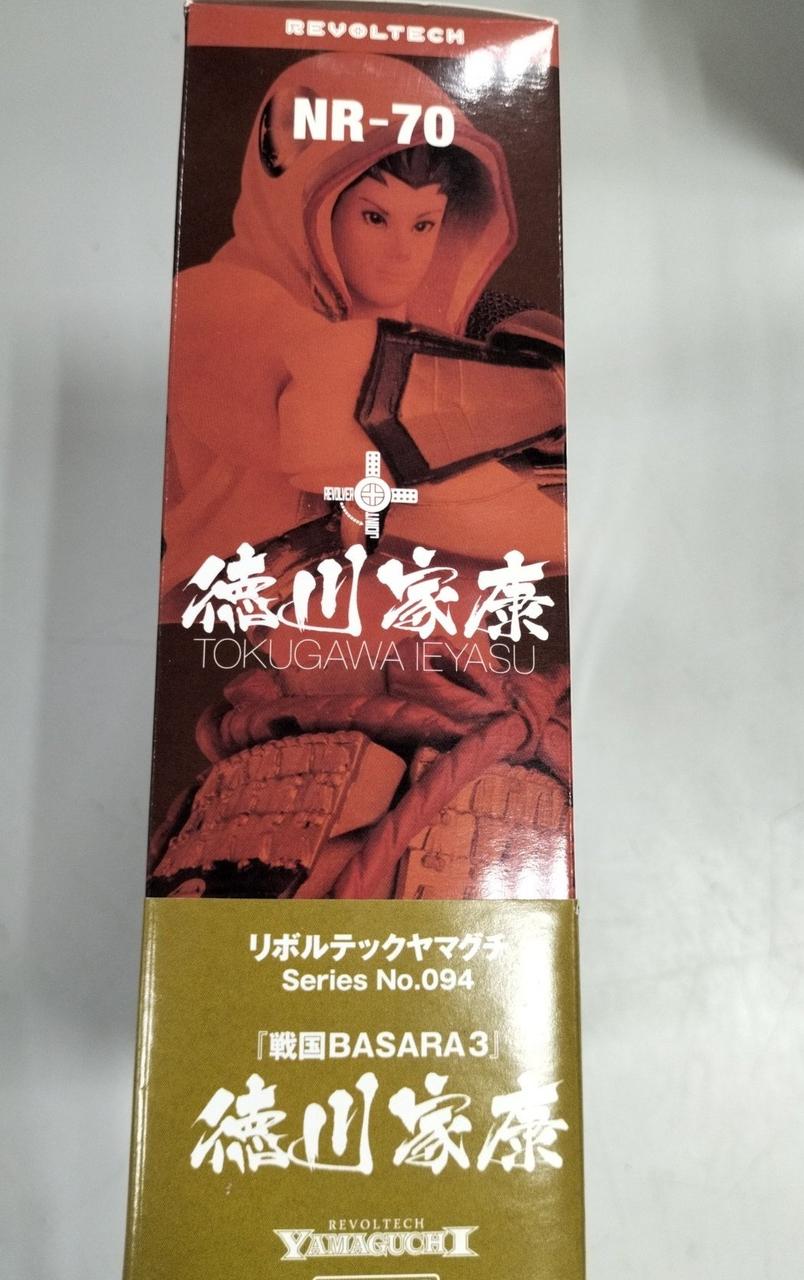 REVOLTECH
NR-70
REVOLVER
JOINT
徳川家康
TOKUGAWA IEYASU
リボルテックヤマグチ
Series No.094
『戦国BASARA3』
徳川家康
REVOLTECH
YAMAGUCHI